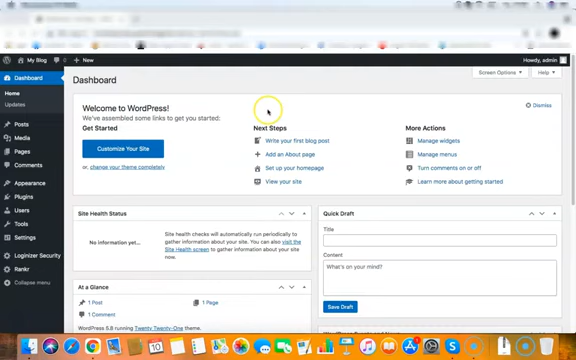 My Blog
0
New
Howdy, admin
Dashboard
Home
Updates
Posts
Media
Pages
Comments
Appearance
Plugins
Users
Tools
Settings
Loginizer Security
Rankr
Collapse menu
Dashboard
Screen Options
Help
Welcome to WordPress!
Dismiss
We've assembled some links to get you started:
Get Started
Customize Your Site
or, change your theme completely
Next Steps
Write your first blog post
Add an About page
Set up your homepage
View your site
More Actions
Manage widgets
Manage menus
Turn comments on or off
Learn more about getting started
Site Health Status
No information yet...
Site health checks will automatically run periodically to
gather information about your site. You can also visit the
Site Health screen to gather information about your site
now.
At a Glance
1 Post
1 Page
1 Comment
WordPress 5.8 running Twenty Twenty-One theme.
Quick Draft
Title
Content
What's on your mind?
Save Draft